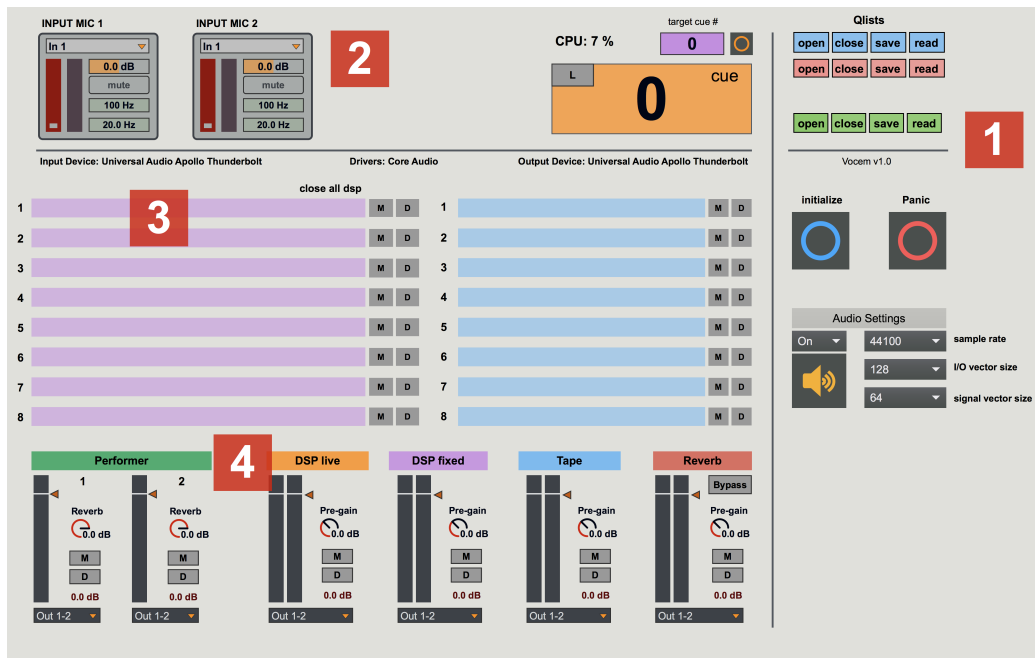 INPUT MIC 1
INPUT MIC 2
target cue #
Qlists
In 1
In 1
2
CPU: 7 %
0
open close save read
0.0 dB
0.0 dB
L
0
cue
open close save read
mute
mute
100 Hz
100 Hz
20.0 Hz
20.0 Hz
open close save read
1
Input Device: Universal Audio Apollo Thunderbolt
Drivers: Core Audio
Output Device: Universal Audio Apollo Thunderbolt
Vocem v1.0
close all dsp
initialize
Panic
3
1 M D 1 M D
2 M D 2 M D
3 M D 3 M D
4 M D 4 M D
5 M D 5 M D
6 M D 6 M D
7 M D 7 M D
8 M D 8 M D
Audio Settings
On
44100
sample rate
128
I/O vector size
64
signal vector size
4
Performer
DSP live
DSP fixed
Tape
Reverb
1
2
Bypass
Reverb
Reverb
Pre-gain
Pre-gain
Pre-gain
Pre-gain
0.0 dB
0.0 dB
0.0 dB
0.0 dB
0.0 dB
0.0 dB
M M M M M M
D D D D D D
0.0 dB
0.0 dB
0.0 dB
0.0 dB
0.0 dB
0.0 dB
Out 1-2
Out 1-2
Out 1-2
Out 1-2
Out 1-2
Out 1-2